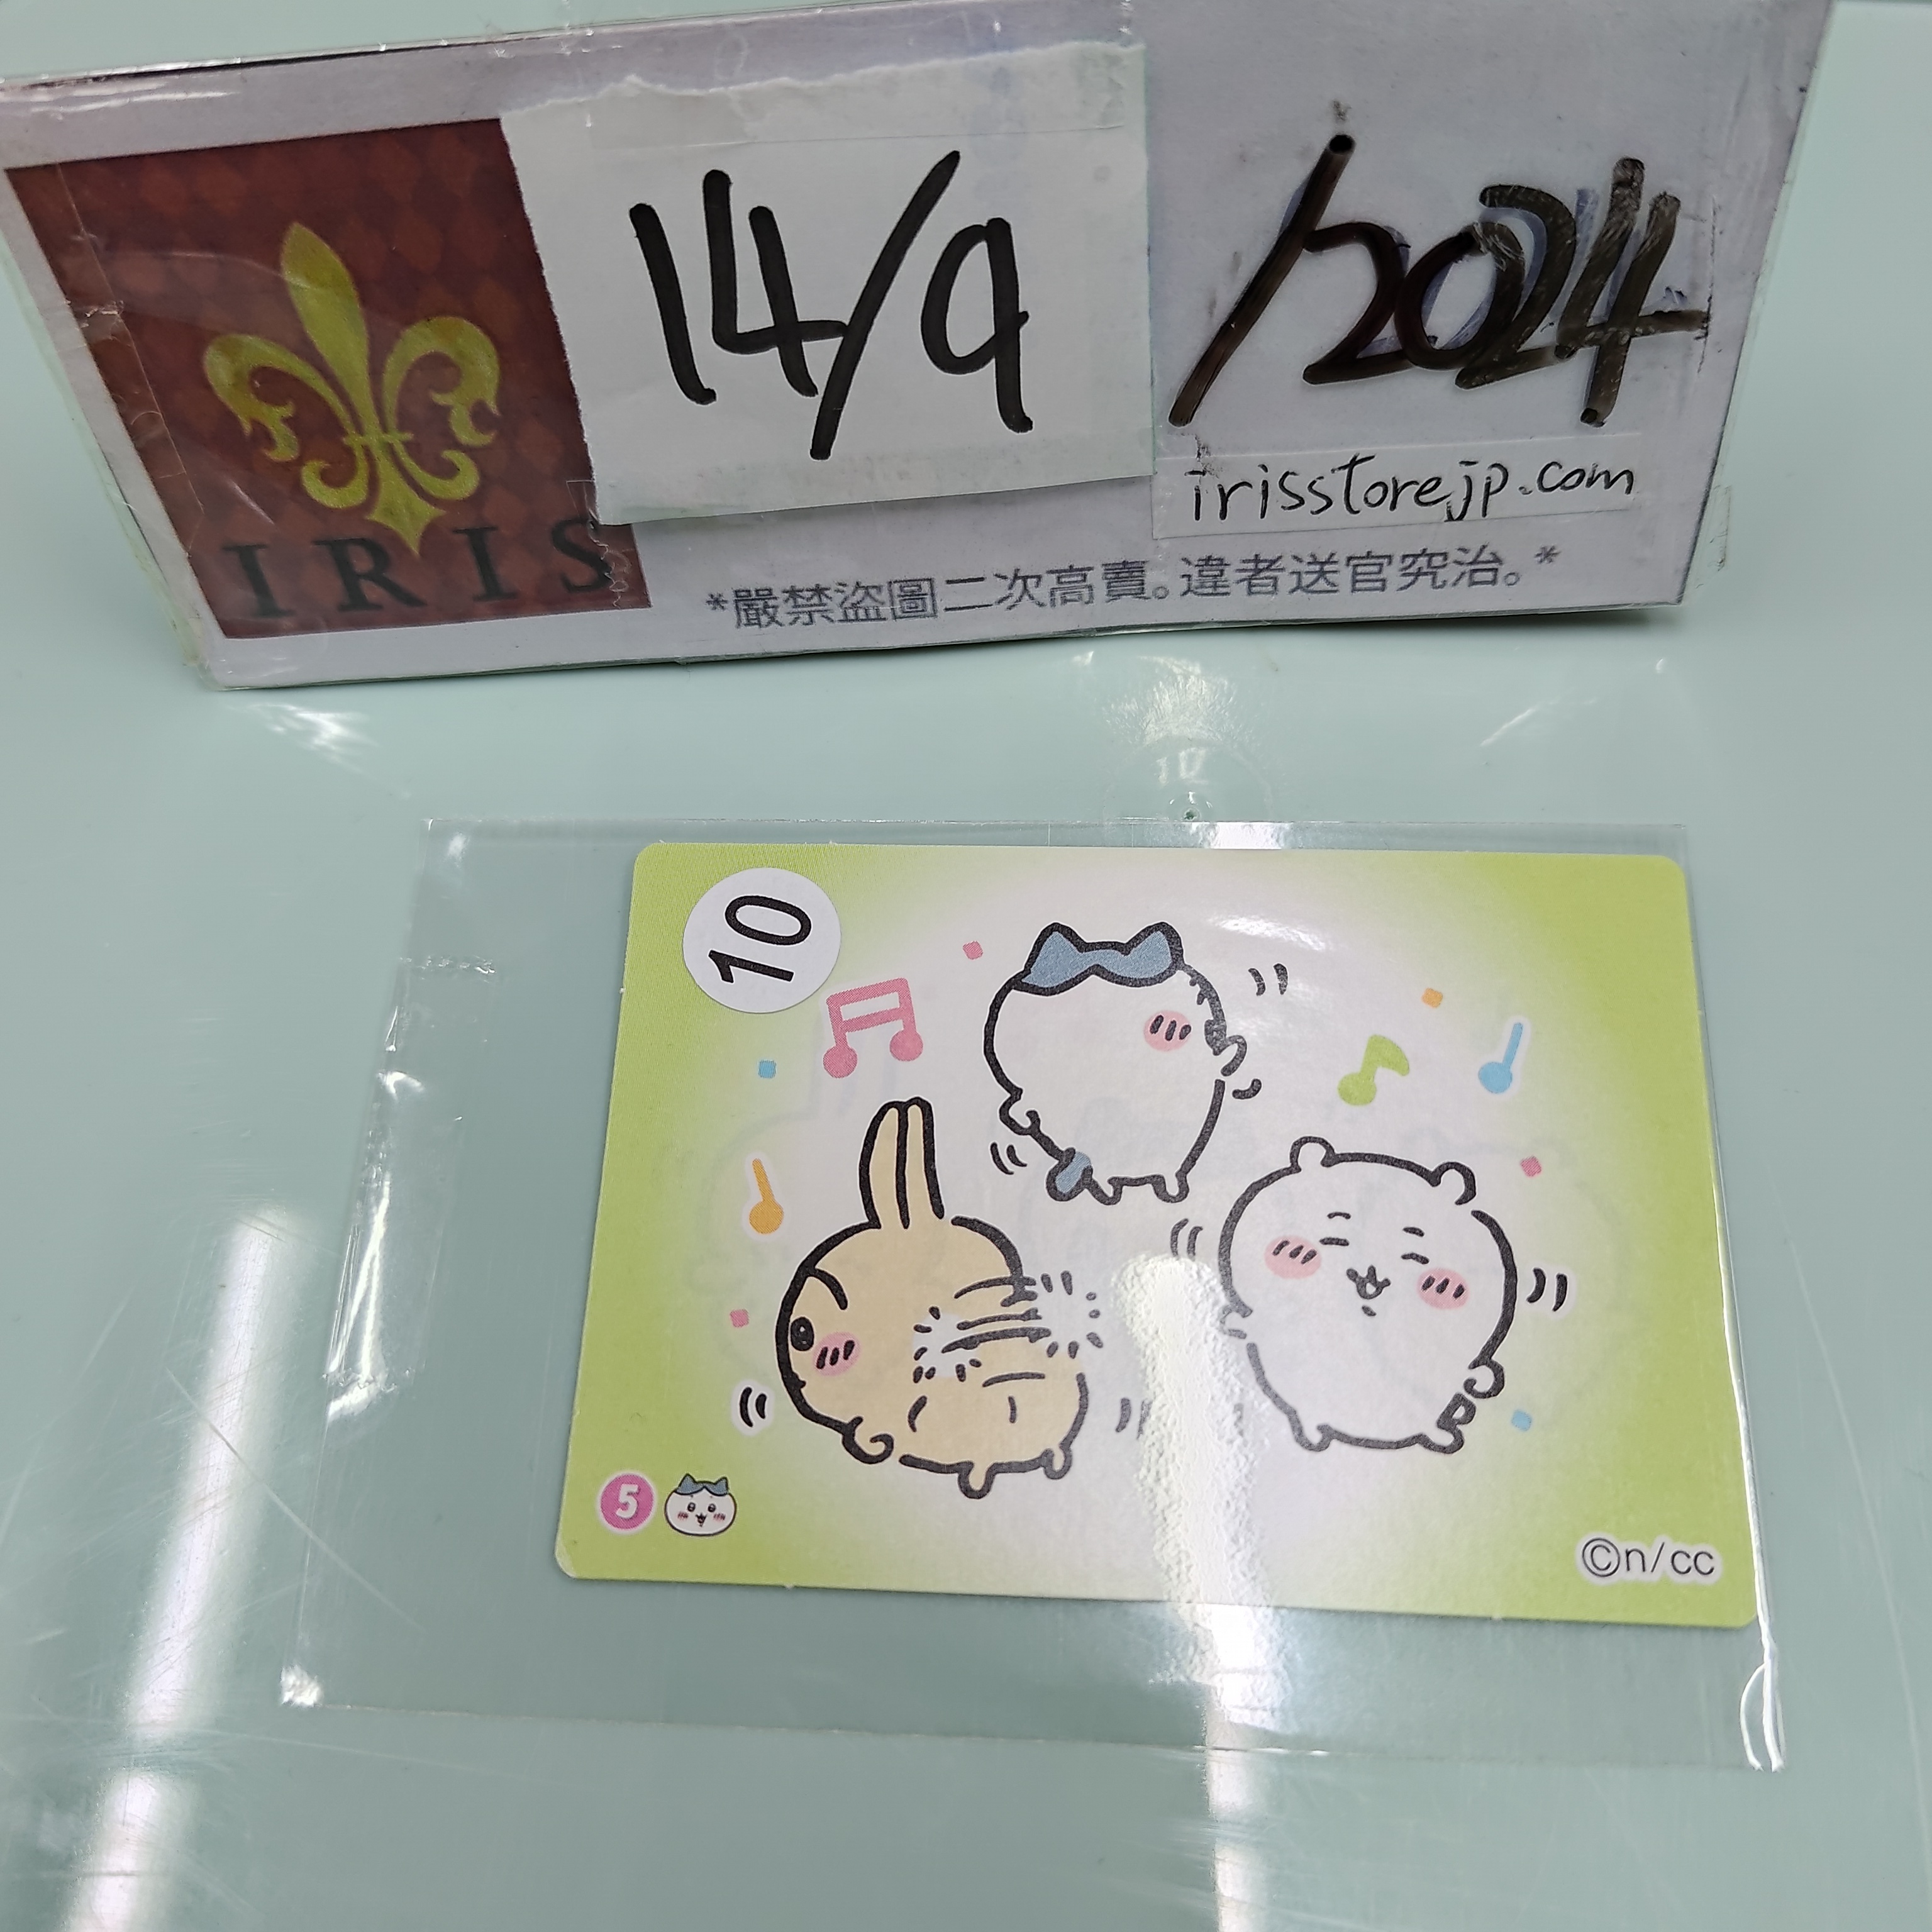 14/9 /2024
irisstorejp.com
IRIS
*嚴禁盜圖二次高賣。違者送官究治。*
10
5
©n/cc